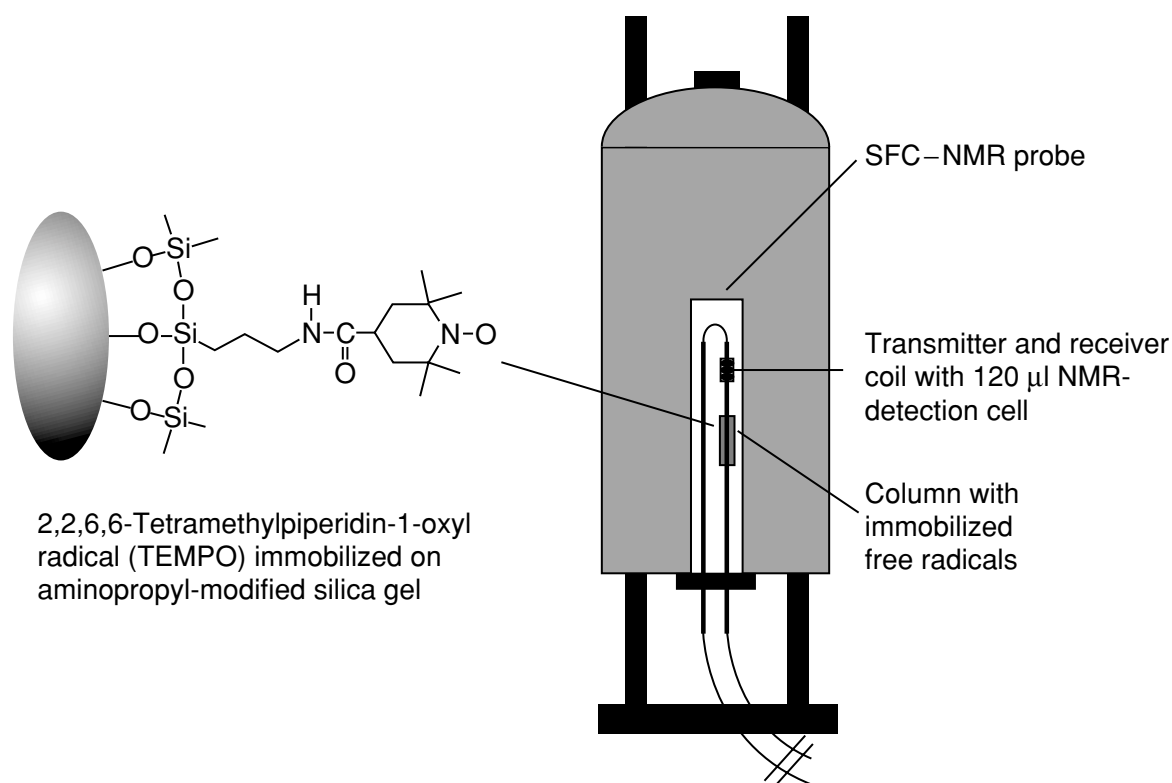 SFC–NMR probe
Si
O
O
H
O
Si
N
C
N
O
O
O
O
Si
Transmitter and receiver
coil with 120 μl NMR-
detection cell
Column with
immobilized
free radicals
2,2,6,6-Tetramethylpiperidin-1-oxyl
radical (TEMPO) immobilized on
aminopropyl-modified silica gel